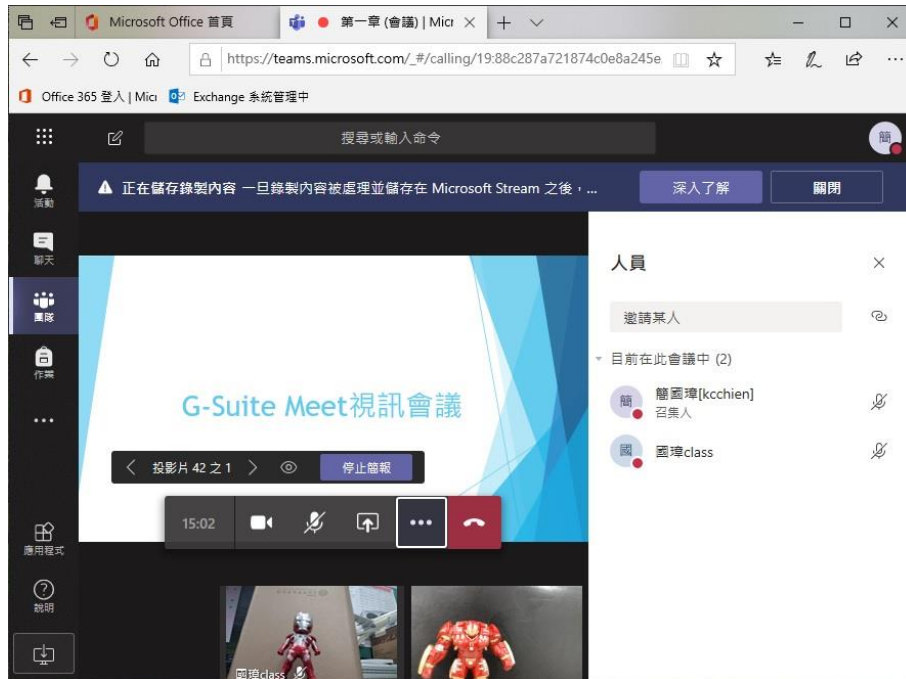 Microsoft Office 首頁
第一章 (會議) | Micr
https://teams.microsoft.com/_#/calling/19:88c287a721874c0e8a245e
Office 365 登入 | Micr
Exchange 系統管理中
搜尋或輸入命令
簡
活動
正在儲存錄製內容 一旦錄製內容被處理並儲存在 Microsoft Stream 之後，...
深入了解
關閉
聊天
團隊
作業
應用程式
說明
G-Suite Meet視訊會議
投影片 42 之 1
停止簡報
15:02
國璋class
人員
邀請某人
目前在此會議中 (2)
簡
簡國璋[kcchien]
召集人
國
國璋class